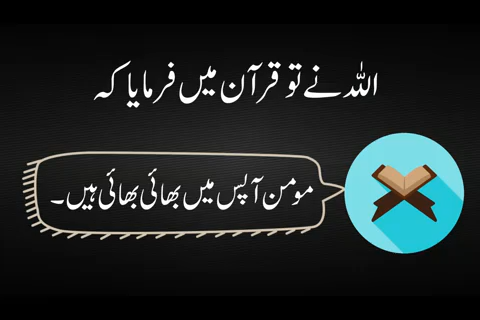 اللہ نے تو قرآن میں فرمایا کہ
مومن آپس میں بھائی بھائی ہیں۔